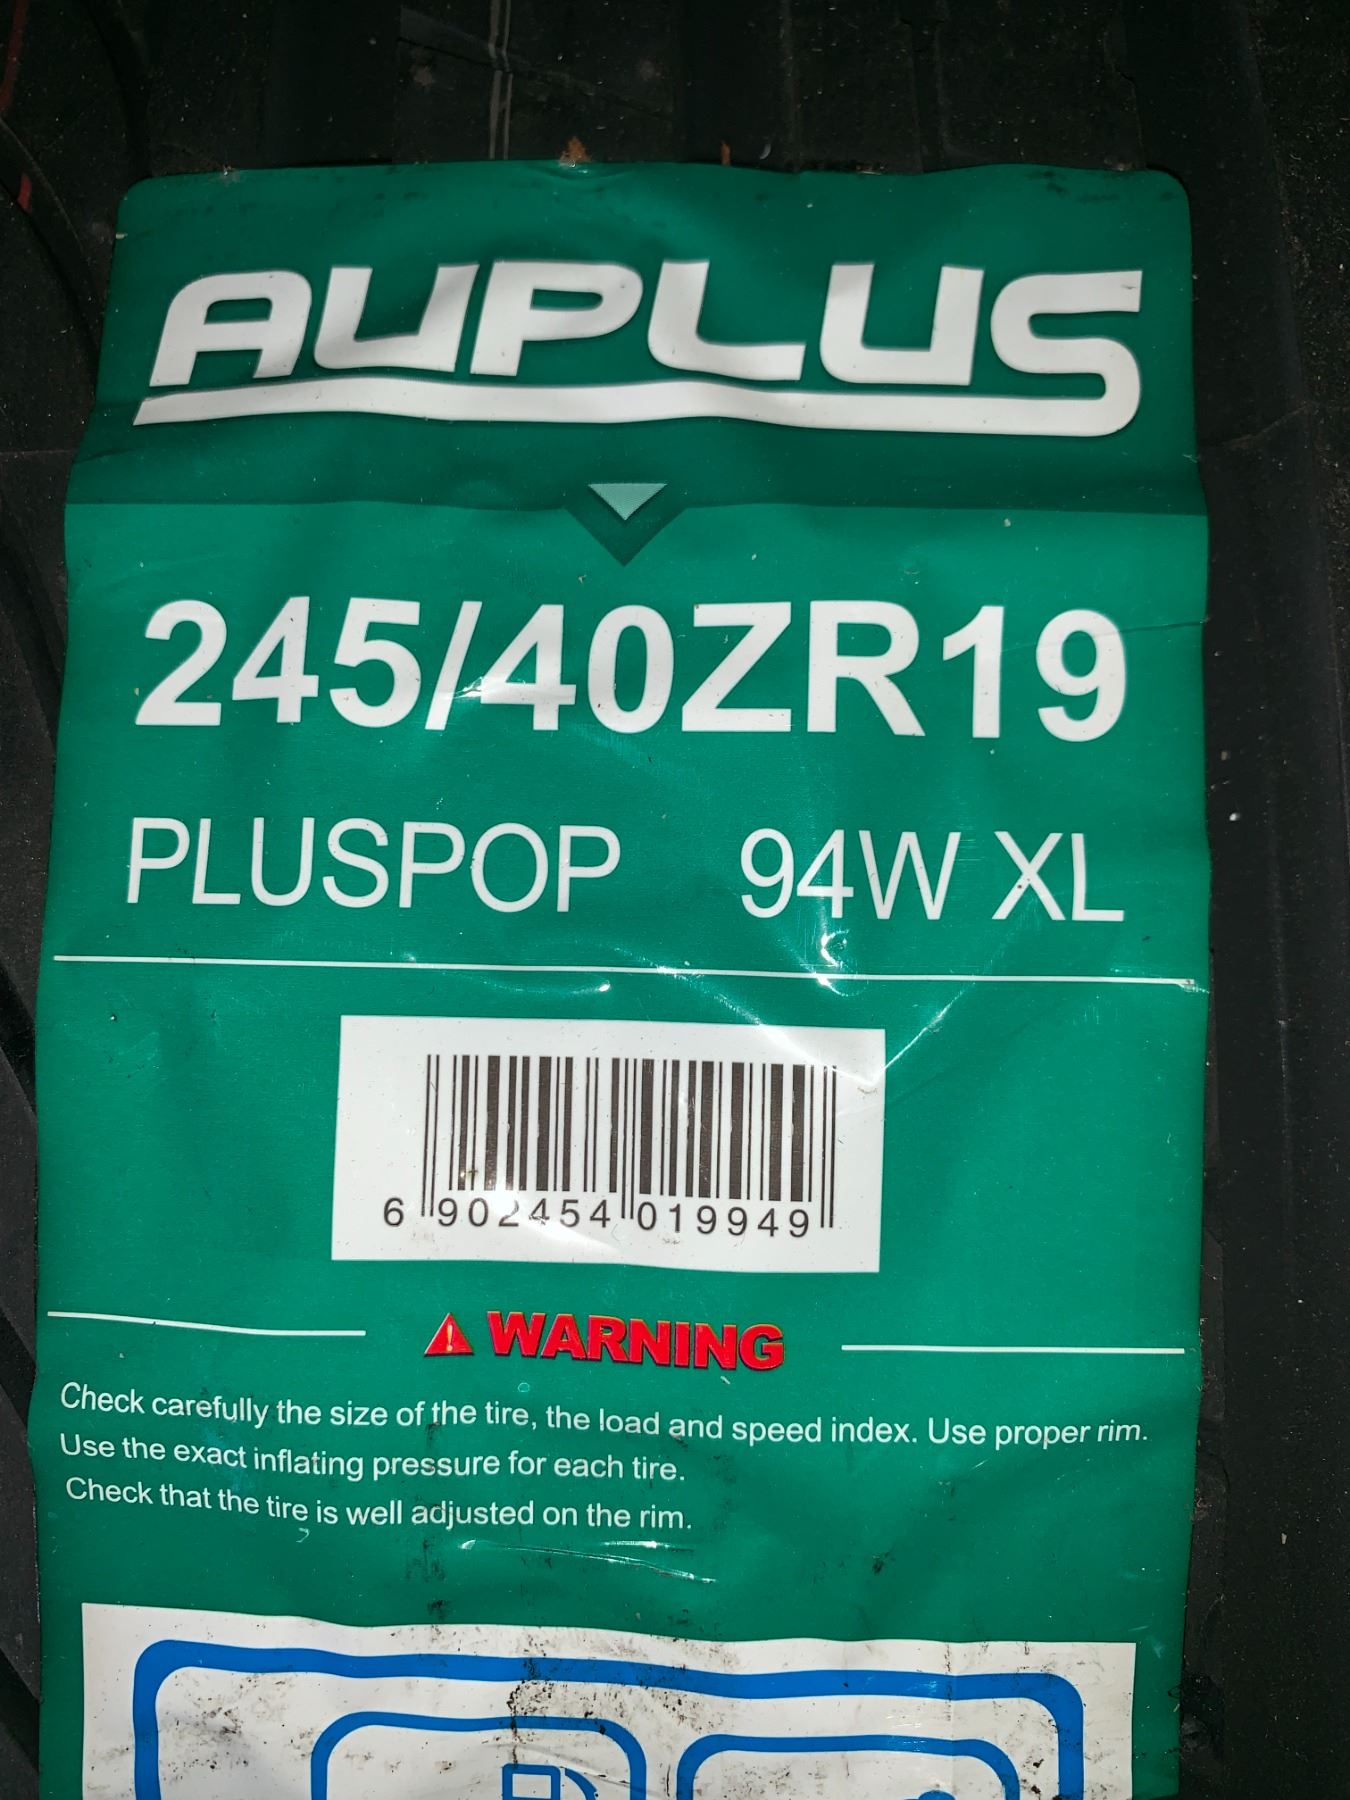 AUPLUS
245/40ZR19
PLUSPOP 94W XL
6 902454 019949
WARNING
Check carefully the size of the tire, the load and speed index. Use proper rim.
Use the exact inflating pressure for each tire.
Check that the tire is well adjusted on the rim.